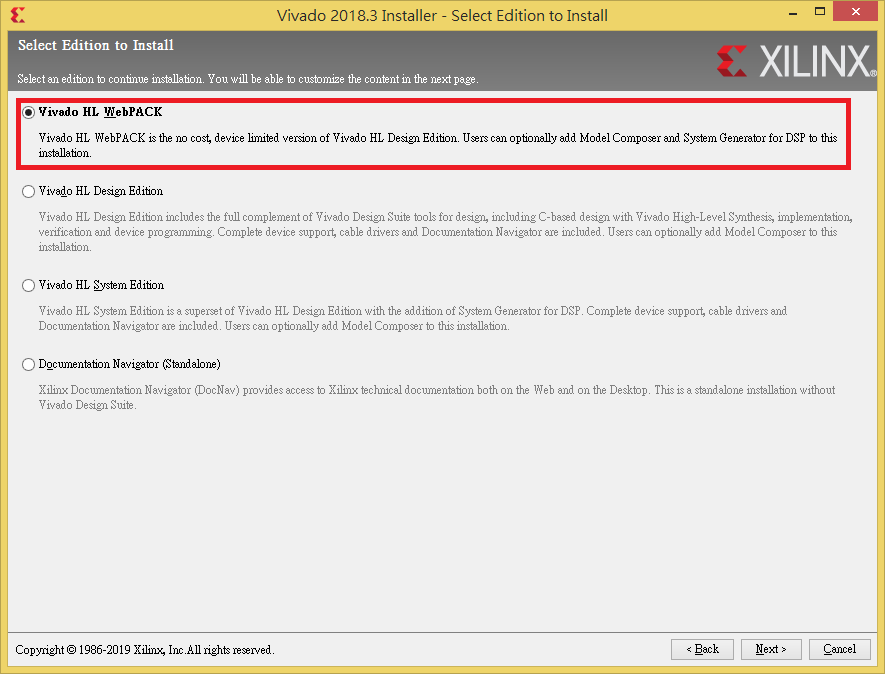 Vivado 2018.3 Installer - Select Edition to Install
Select Edition to Install
Select an edition to continue installation. You will be able to customize the content in the next page.
XILINX®
Vivado HL WebPACK
Vivado HL WebPACK is the no cost, device limited version of Vivado HL Design Edition. Users can optionally add Model Composer and System Generator for DSP to this
installation.
Vivado HL Design Edition
Vivado HL Design Edition includes the full complement of Vivado Design Suite tools for design, including C-based design with Vivado High-Level Synthesis, implementation,
verification and device programming. Complete device support, cable drivers and Documentation Navigator are included. Users can optionally add Model Composer to this
installation.
Vivado HL System Edition
Vivado HL System Edition is a superset of Vivado HL Design Edition with the addition of System Generator for DSP. Complete device support, cable drivers and
Documentation Navigator are included. Users can optionally add Model Composer to this installation.
Documentation Navigator (Standalone)
Xilinx Documentation Navigator (DocNav) provides access to Xilinx technical documentation both on the Web and on the Desktop. This is a standalone installation without
Vivado Design Suite.
Copyright © 1986-2019 Xilinx, Inc.All rights reserved.
< Back
Next >
Cancel